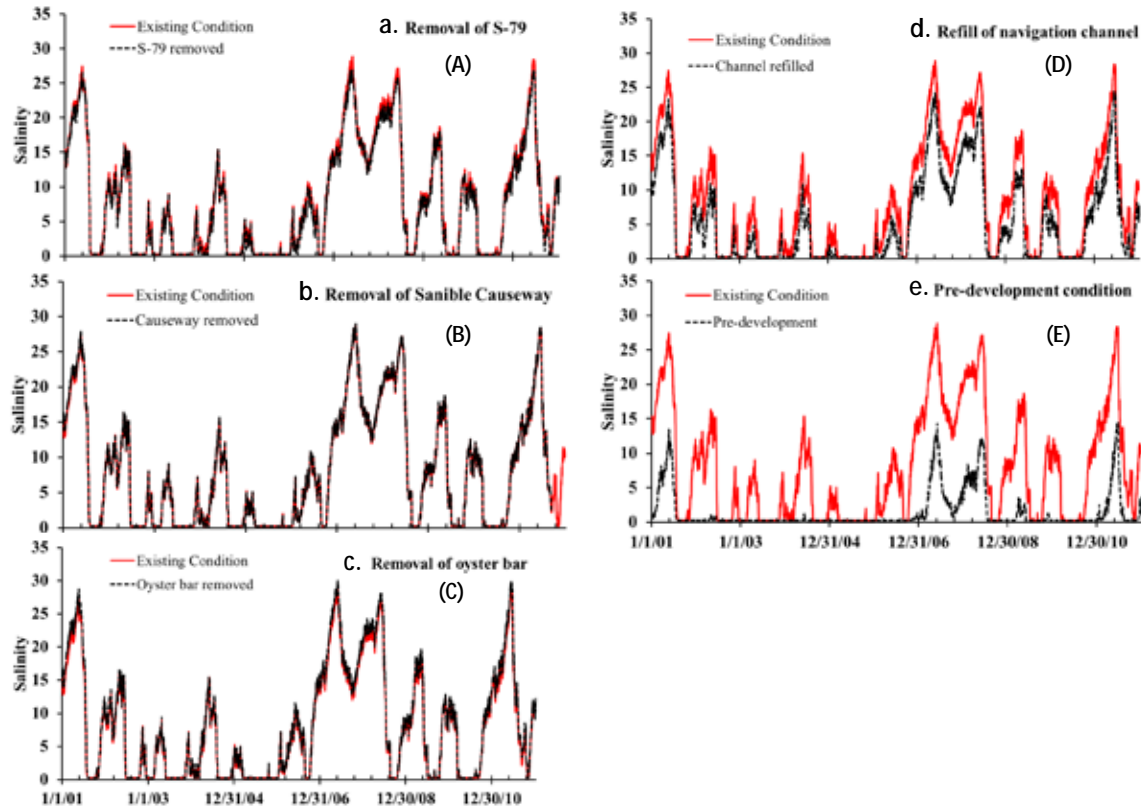 a. Removal of S-79
(A)
Existing Condition
S-79 removed
Salinity
35
30
25
20
15
10
5
0
b. Removal of Sanible Causeway
(B)
Existing Condition
Causeway removed
Salinity
35
30
25
20
15
10
5
0
c. Removal of oyster bar
(C)
Existing Condition
Oyster bar removed
Salinity
35
30
25
20
15
10
5
0
1/1/01 1/1/03 12/31/04 12/31/06 12/30/08 12/30/10
d. Refill of navigation channel
(D)
Existing Condition
Channel refilled
Salinity
35
30
25
20
15
10
5
0
e. Pre-development condition
(E)
Existing Condition
Pre-development
Salinity
35
30
25
20
15
10
5
0
1/1/01 1/1/03 12/31/04 12/31/06 12/30/08 12/30/10